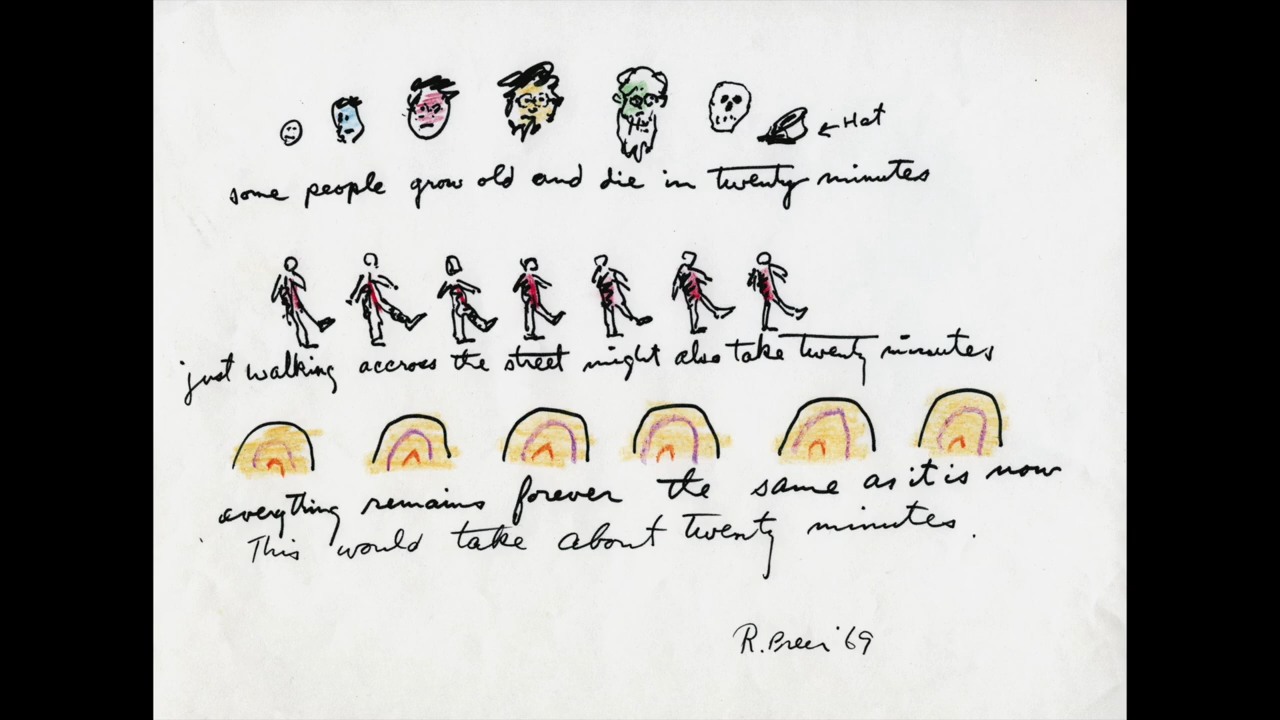 ←Hat
some people grow old and die in twenty minutes
just walking accross the street might also take twenty minutes
everything remains forever the same as it is now
This would take about twenty minutes.
R. Breer '69